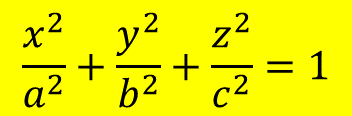 x²/a² + y²/b² + z²/c² = 1